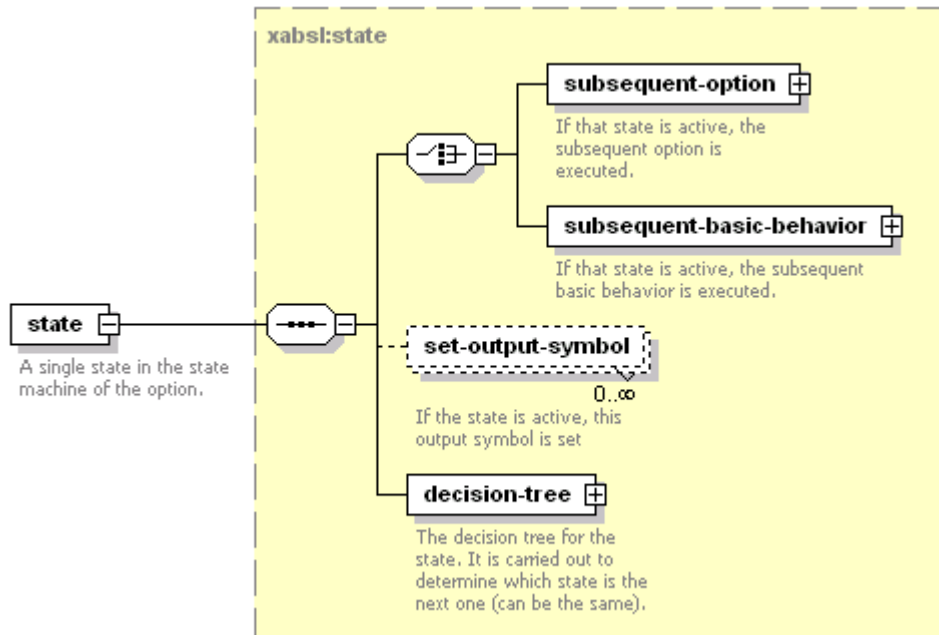 xabsl:state
subsequent-option
If that state is active, the
subsequent option is
executed.
subsequent-basic-behavior
If that state is active, the subsequent
basic behavior is executed.
state
A single state in the state
machine of the option.
set-output-symbol
0..∞
If the state is active, this
output symbol is set
decision-tree
The decision tree for the
state. It is carried out to
determine which state is the
next one (can be the same).